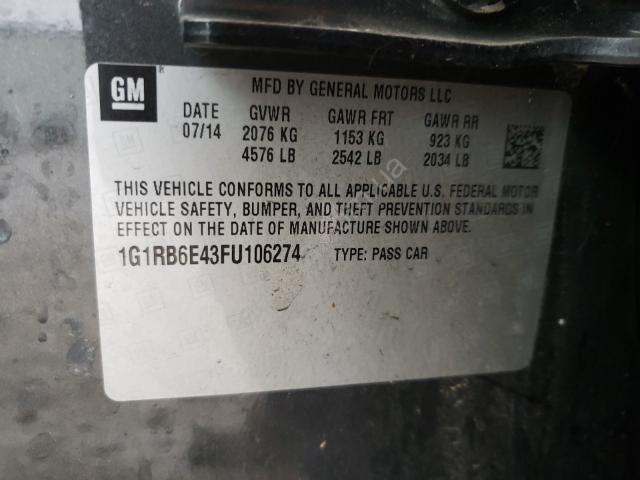 GM
MFD BY GENERAL MOTORS LLC
DATE GVWR GAWR FRT GAWR RR
07/14 2076 KG 1153 KG 923 KG
4576 LB 2542 LB 2034 LB
THIS VEHICLE CONFORMS TO ALL APPLICABLE U.S. FEDERAL MOTOR
VEHICLE SAFETY, BUMPER, AND THEFT PREVENTION STANDARDS IN
EFFECT ON THE DATE OF MANUFACTURE SHOWN ABOVE.
1G1RB6E43FU106274 TYPE: PASS CAR